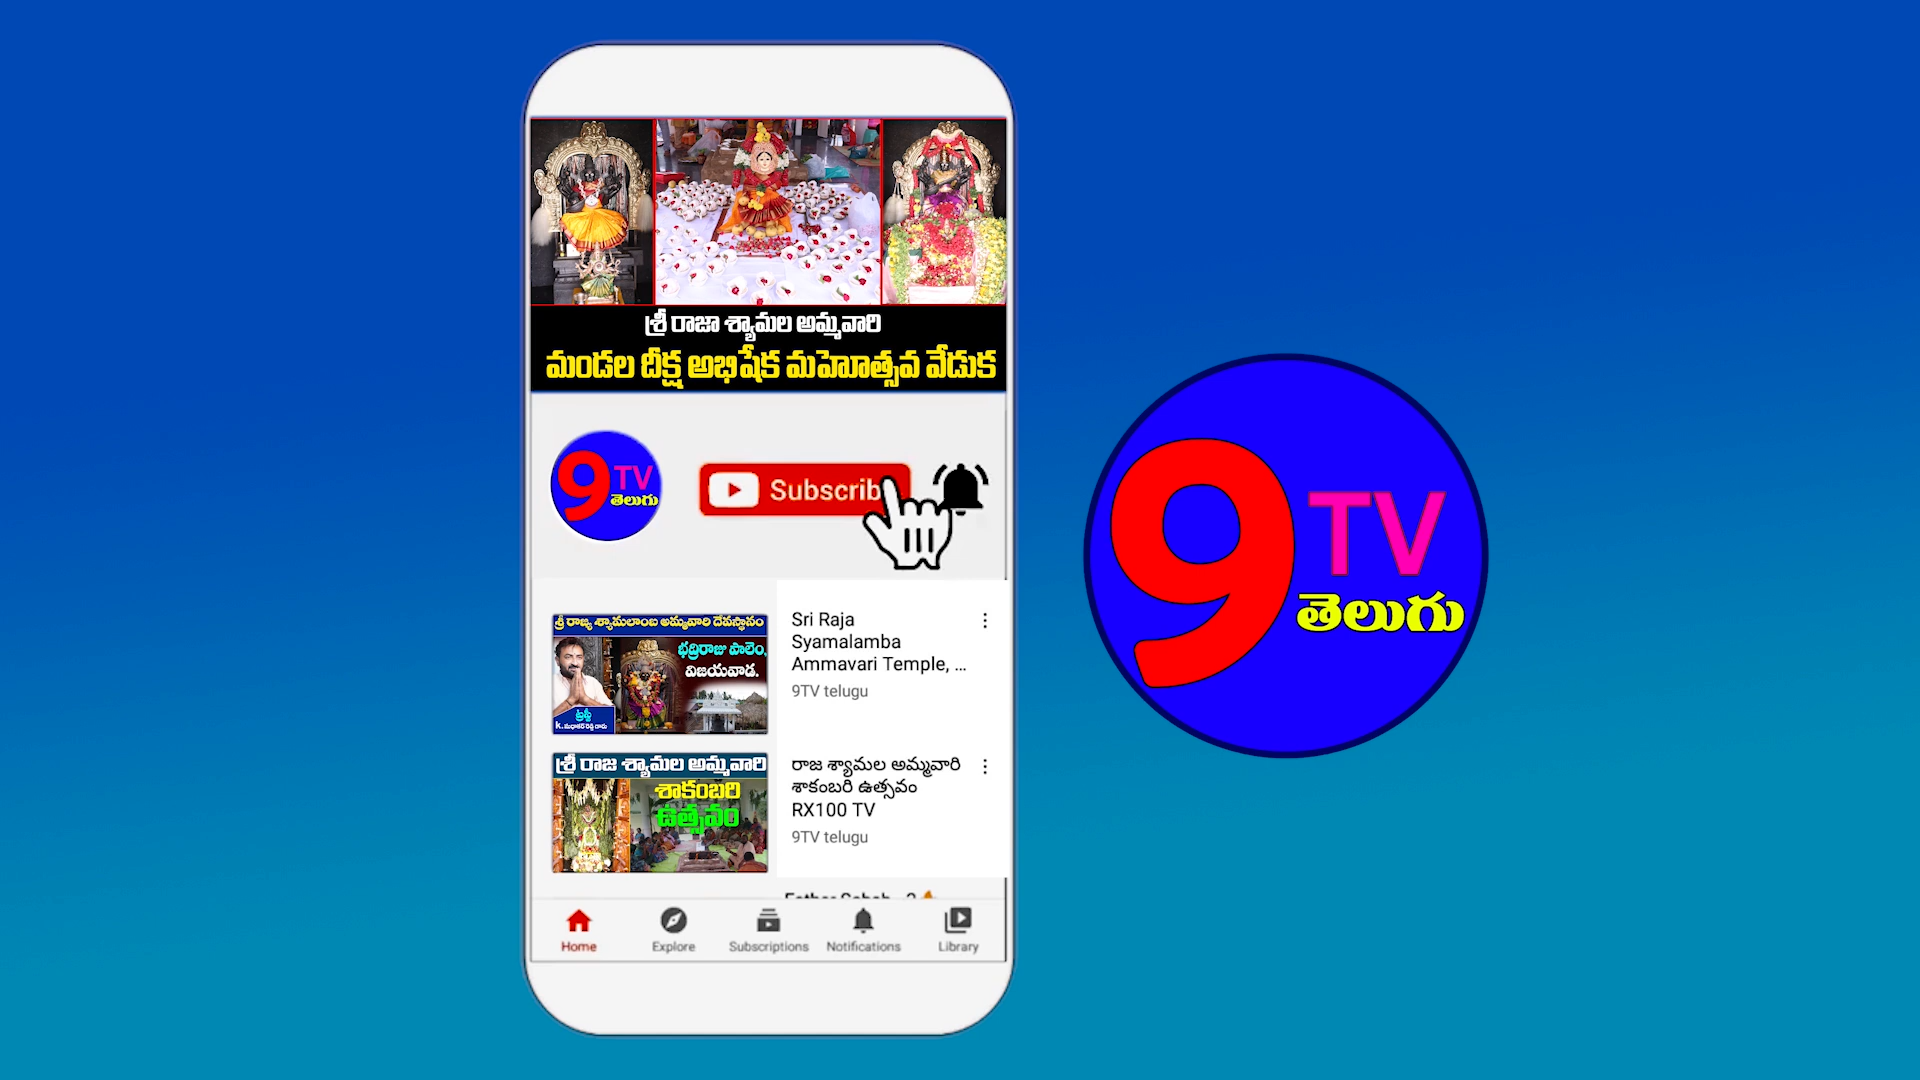 శ్రీ రాజా శ్యామల అమ్మవారి
మండల దీక్ష అభిషేక మహోత్సవ వేడుక
9 TV
తెలుగు
Subscrib
శ్రీ రాజ్య శ్యామలాంబ అమ్మవారి దేవస్థానం
భద్రిరాజు పాలెం,
విజయవాడ.
ట్రస్టీ
K. సుధాకర రెడ్డి గారు
Sri Raja
Syamalamba
Ammavari Temple, ...
9TV telugu
శ్రీ రాజ శ్యామల అమ్మవారి
శాకంబరి
ఉత్సవం
రాజ శ్యామల అమ్మవారి
శాకంబరి ఉత్సవం
RX100 TV
9TV telugu
Home Explore Subscriptions Notifications Library
9 TV
తెలుగు